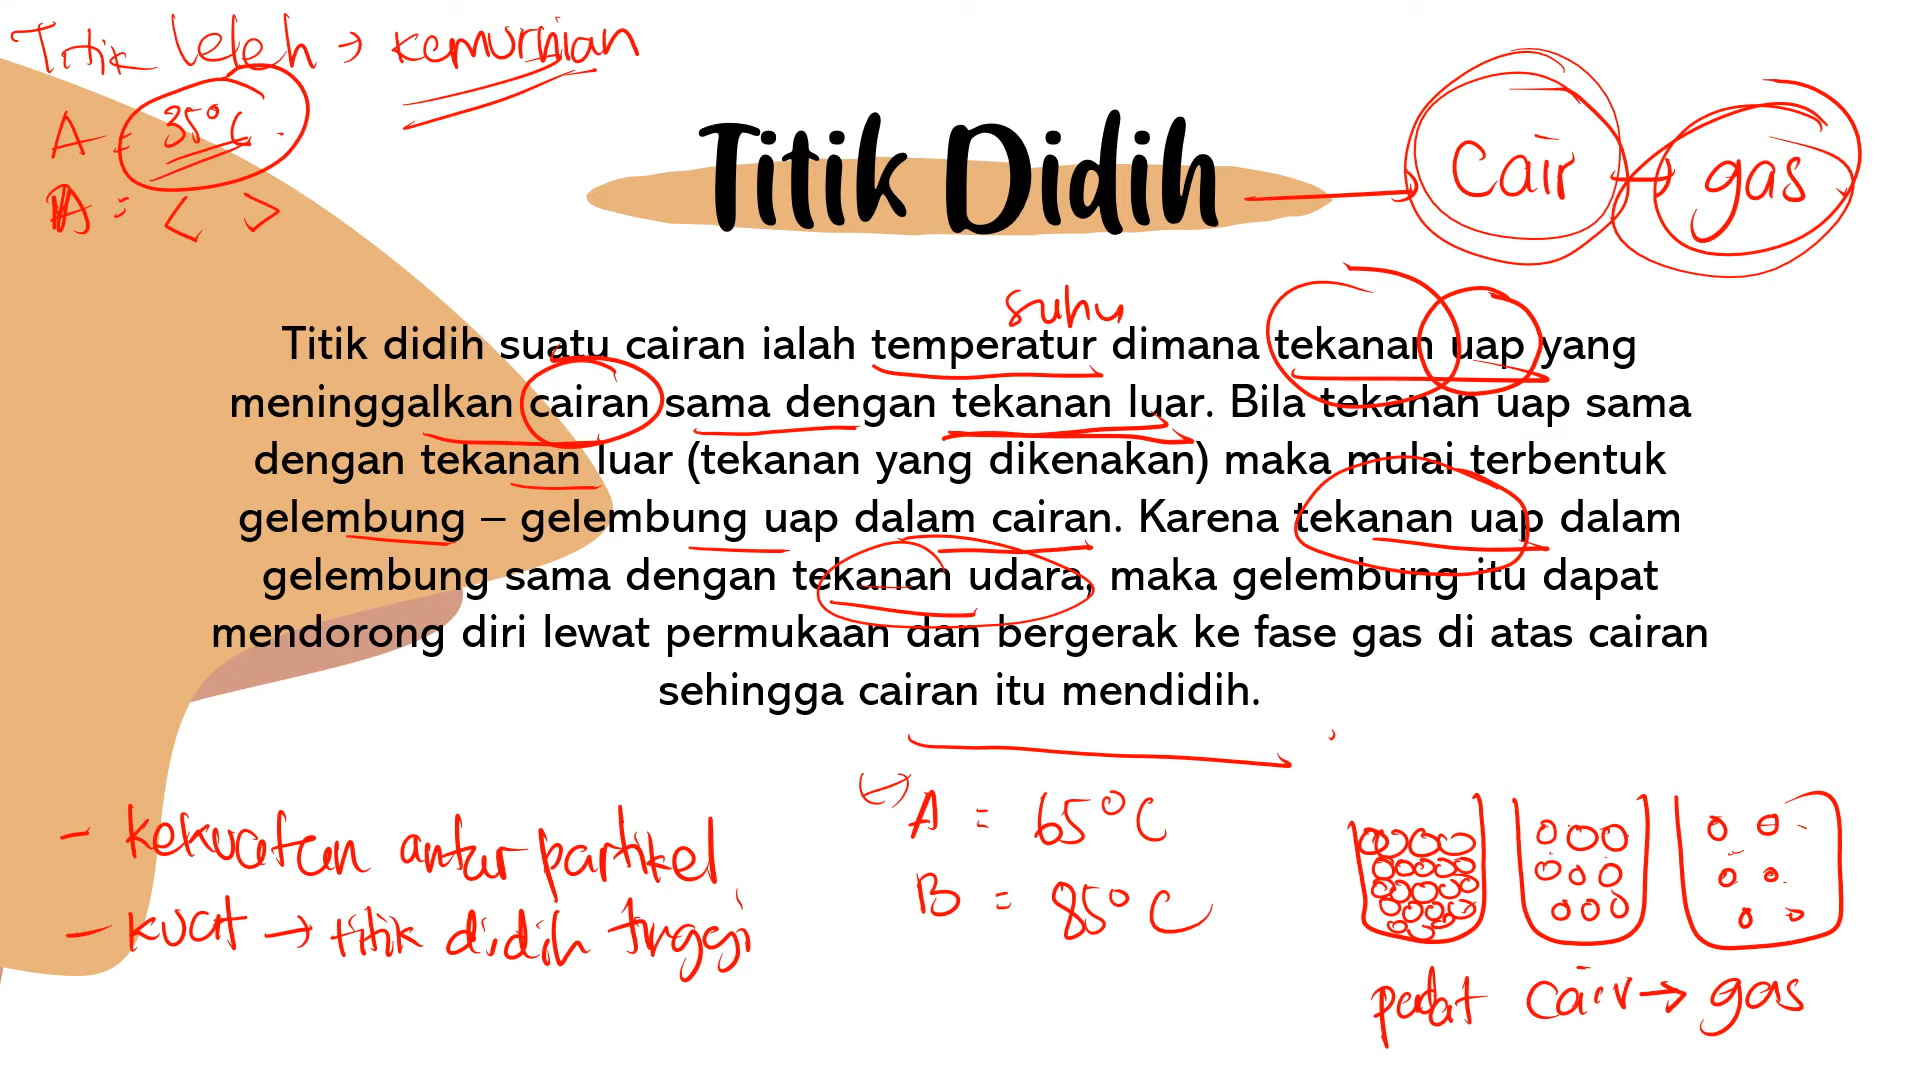 Titik leleh → kemurnian
A = 35°C
A = < >
Titik Didih
cair → gas
suhu
Titik didih suatu cairan ialah temperatur dimana tekanan uap yang
meninggalkan cairan sama dengan tekanan luar. Bila tekanan uap sama
dengan tekanan luar (tekanan yang dikenakan) maka mulai terbentuk
gelembung – gelembung uap dalam cairan. Karena tekanan uap dalam
gelembung sama dengan tekanan udara, maka gelembung itu dapat
mendorong diri lewat permukaan dan bergerak ke fase gas di atas cairan
sehingga cairan itu mendidih.
- kekuatan antar partikel
- kuat → titik didih tinggi
A = 65°C
B = 85°C
padat cair → gas